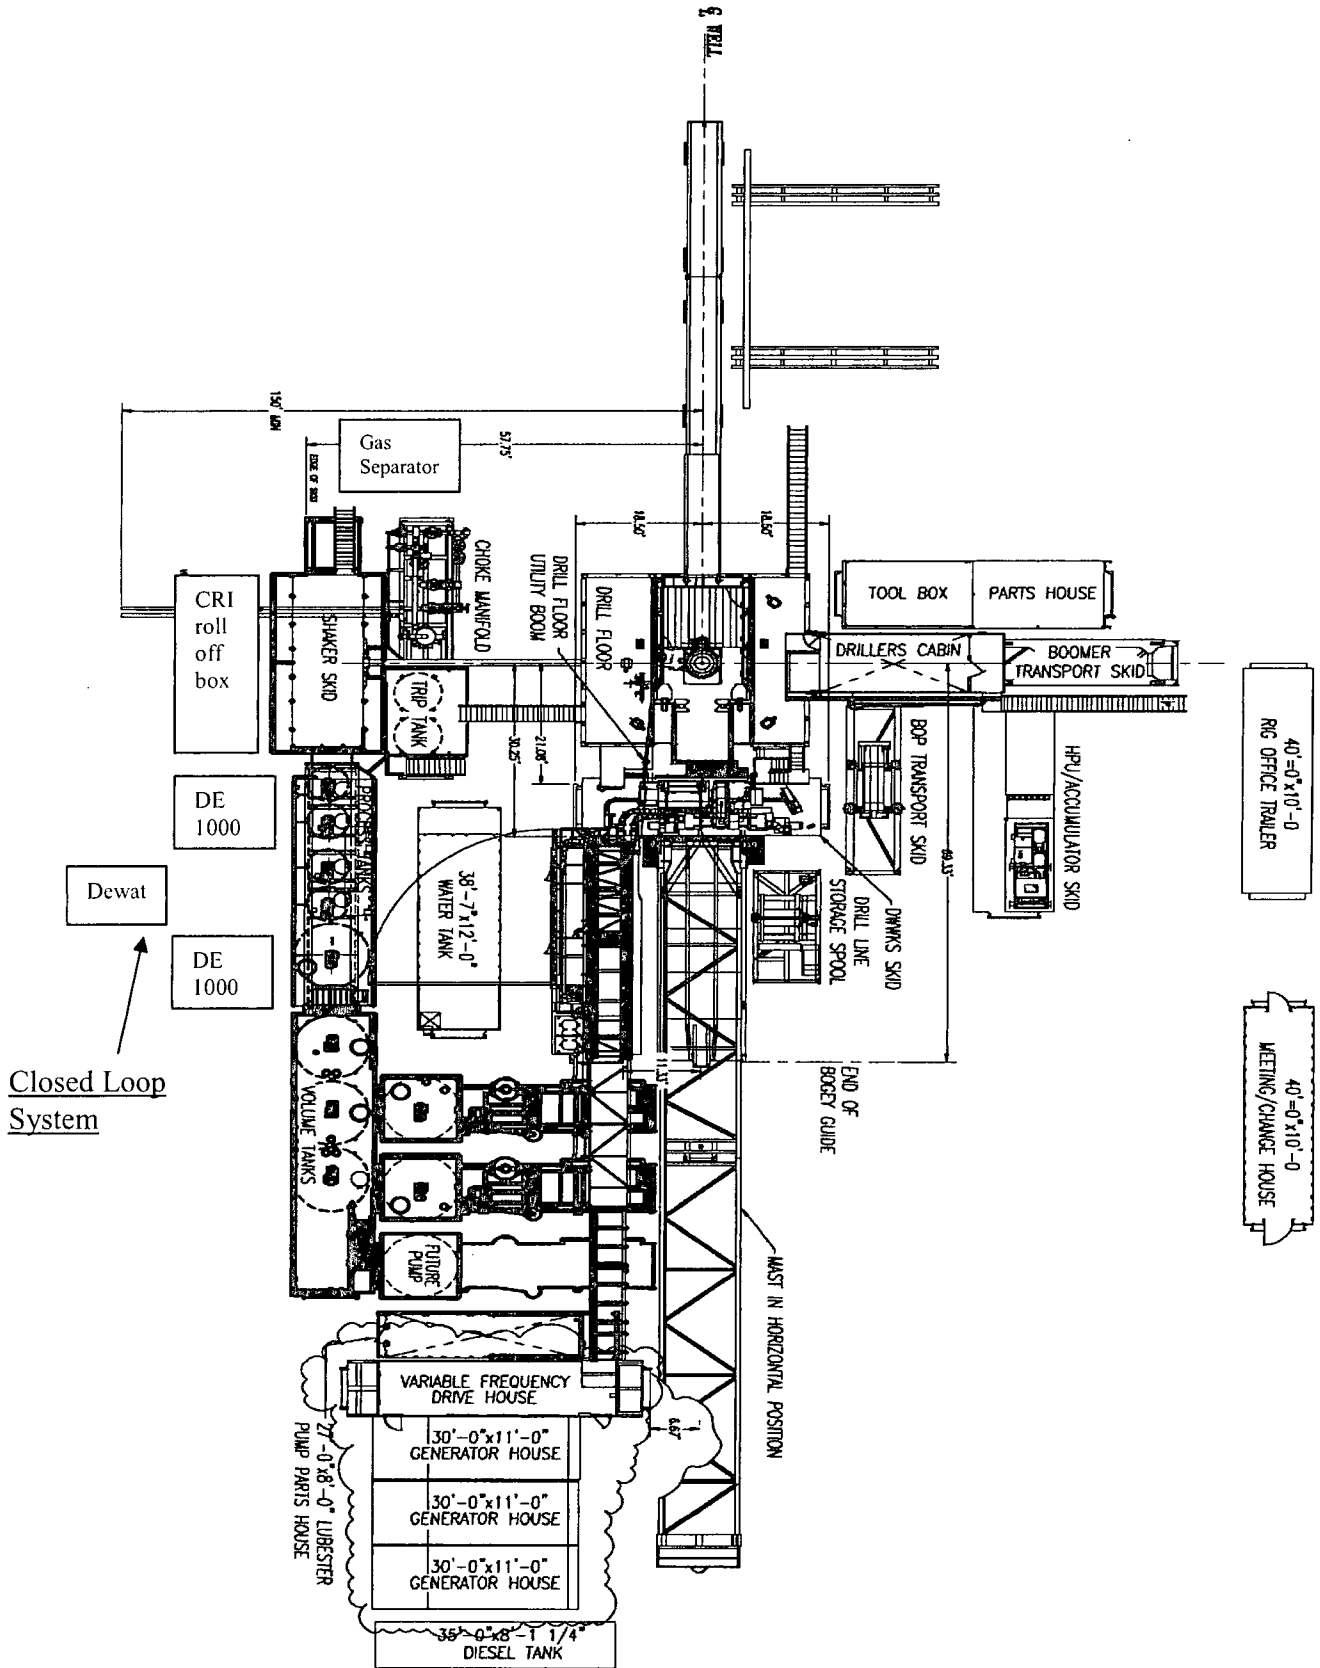 ℄ WELL
150' MIN
57.75'
Gas
Separator
EDGE OF SKID
18.50'
18.50'
CHOKE MANIFOLD
DRILL FLOOR
UTILITY BOOM
DRILL FLOOR
TOOL BOX
PARTS HOUSE
CRI
roll
off
box
SHAKER SKID
DRILLERS CABIN
BOOMER
TRANSPORT SKID
TRIP TANK
21.08'
30.25'
BOP TRANSPORT SKID
HPU/ACCUMULATOR SKID
40'=0"x10'-0
RIG OFFICE TRAILER
DE
1000
PROCESS TANKS
38'-7"x12'-0"
WATER TANK
69.33'
Dewat
DRILL LINE
STORAGE SPOOL
DWWKS SKID
DE
1000
Closed Loop
System
VOLUME TANKS
11.33'
END OF
BOGEY GUIDE
40'=0"x10'-0
MEETING/CHANGE HOUSE
FUTURE
PUMP
MAST IN HORIZONTAL POSITION
VARIABLE FREQUENCY
DRIVE HOUSE
6.67'
27'-0"x8'-0" LUBESTER
PUMP PARTS HOUSE
30'-0"x11'-0"
GENERATOR HOUSE
30'-0"x11'-0"
GENERATOR HOUSE
30'-0"x11'-0"
GENERATOR HOUSE
35'-0"x8'-1 1/4"
DIESEL TANK